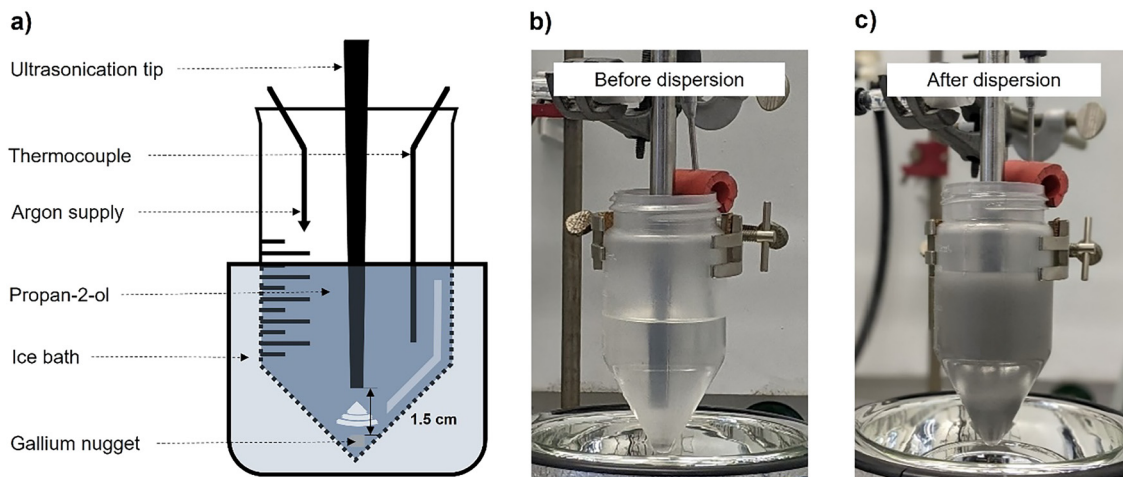 a)
Ultrasonication tip
Thermocouple
Argon supply
Propan-2-ol
Ice bath
Gallium nugget
1.5 cm
b)
Before dispersion
c)
After dispersion